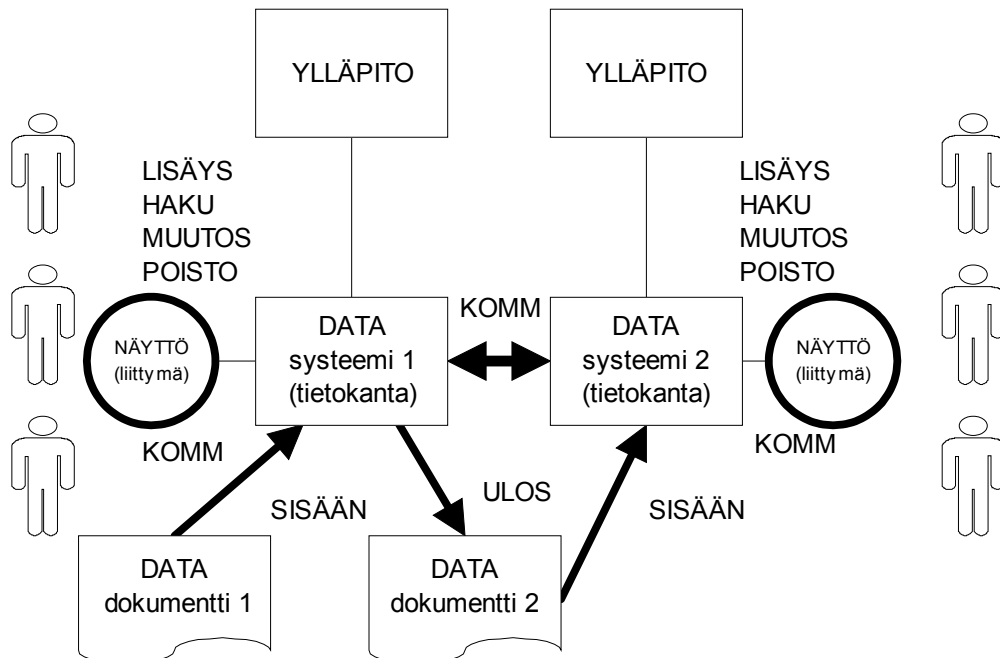 YLLÄPITO
YLLÄPITO
LISÄYS
HAKU
MUUTOS
POISTO
LISÄYS
HAKU
MUUTOS
POISTO
NÄYTTÖ
(liittymä)
DATA
systeemi 1
(tietokanta)
KOMM
DATA
systeemi 2
(tietokanta)
NÄYTTÖ
(liittymä)
KOMM
KOMM
SISÄÄN
ULOS
SISÄÄN
DATA
dokumentti 1
DATA
dokumentti 2